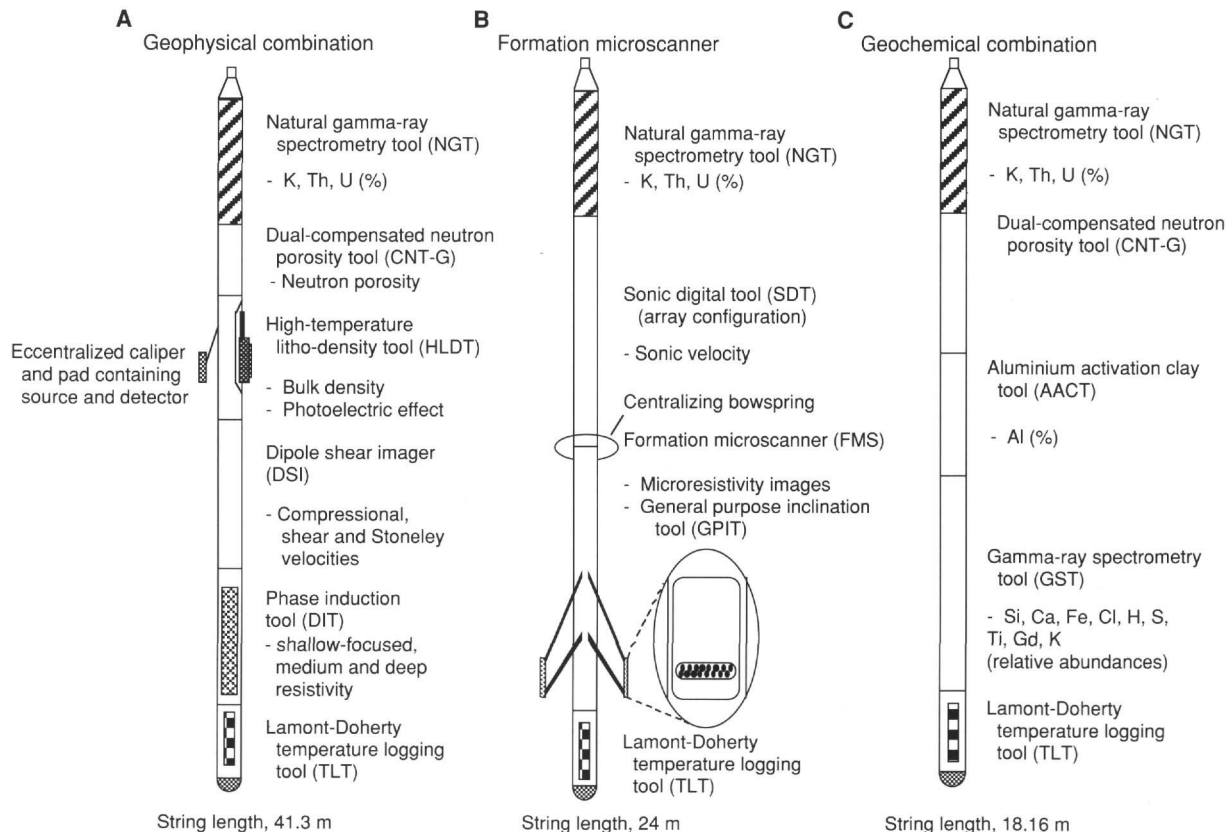 A
Geophysical combination
Natural gamma-ray
spectrometry tool (NGT)
- K, Th, U (%)
Dual-compensated neutron
porosity tool (CNT-G)
- Neutron porosity
High-temperature
litho-density tool (HLDT)
Eccentralized caliper
and pad containing
source and detector
- Bulk density
- Photoelectric effect
Dipole shear imager
(DSI)
- Compressional,
shear and Stoneley
velocities
Phase induction
tool (DIT)
- shallow-focused,
medium and deep
resistivity
Lamont-Doherty
temperature logging
tool (TLT)
String length, 41.3 m
B
Formation microscanner
Natural gamma-ray
spectrometry tool (NGT)
- K, Th, U (%)
Sonic digital tool (SDT)
(array configuration)
- Sonic velocity
Centralizing bowspring
Formation microscanner (FMS)
- Microresistivity images
- General purpose inclination
tool (GPIT)
Lamont-Doherty
temperature logging
tool (TLT)
String length, 24 m
C
Geochemical combination
Natural gamma-ray
spectrometry tool (NGT)
- K, Th, U (%)
Dual-compensated neutron
porosity tool (CNT-G)
Aluminium activation clay
tool (AACT)
- Al (%)
Gamma-ray spectrometry
tool (GST)
- Si, Ca, Fe, Cl, H, S,
Ti, Gd, K
(relative abundances)
Lamont-Doherty
temperature logging
tool (TLT)
String length, 18.16 m